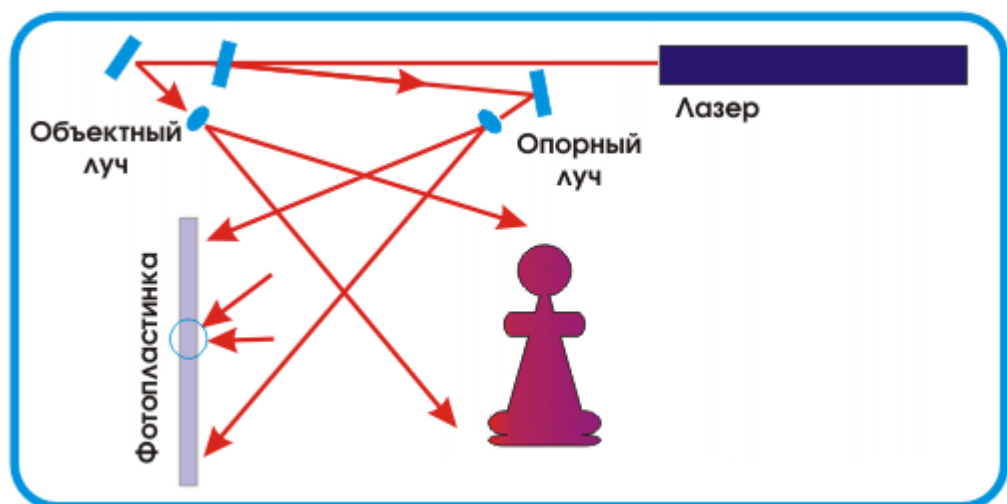 Лазер
Объектный
луч
Опорный
луч
Фотопластинка